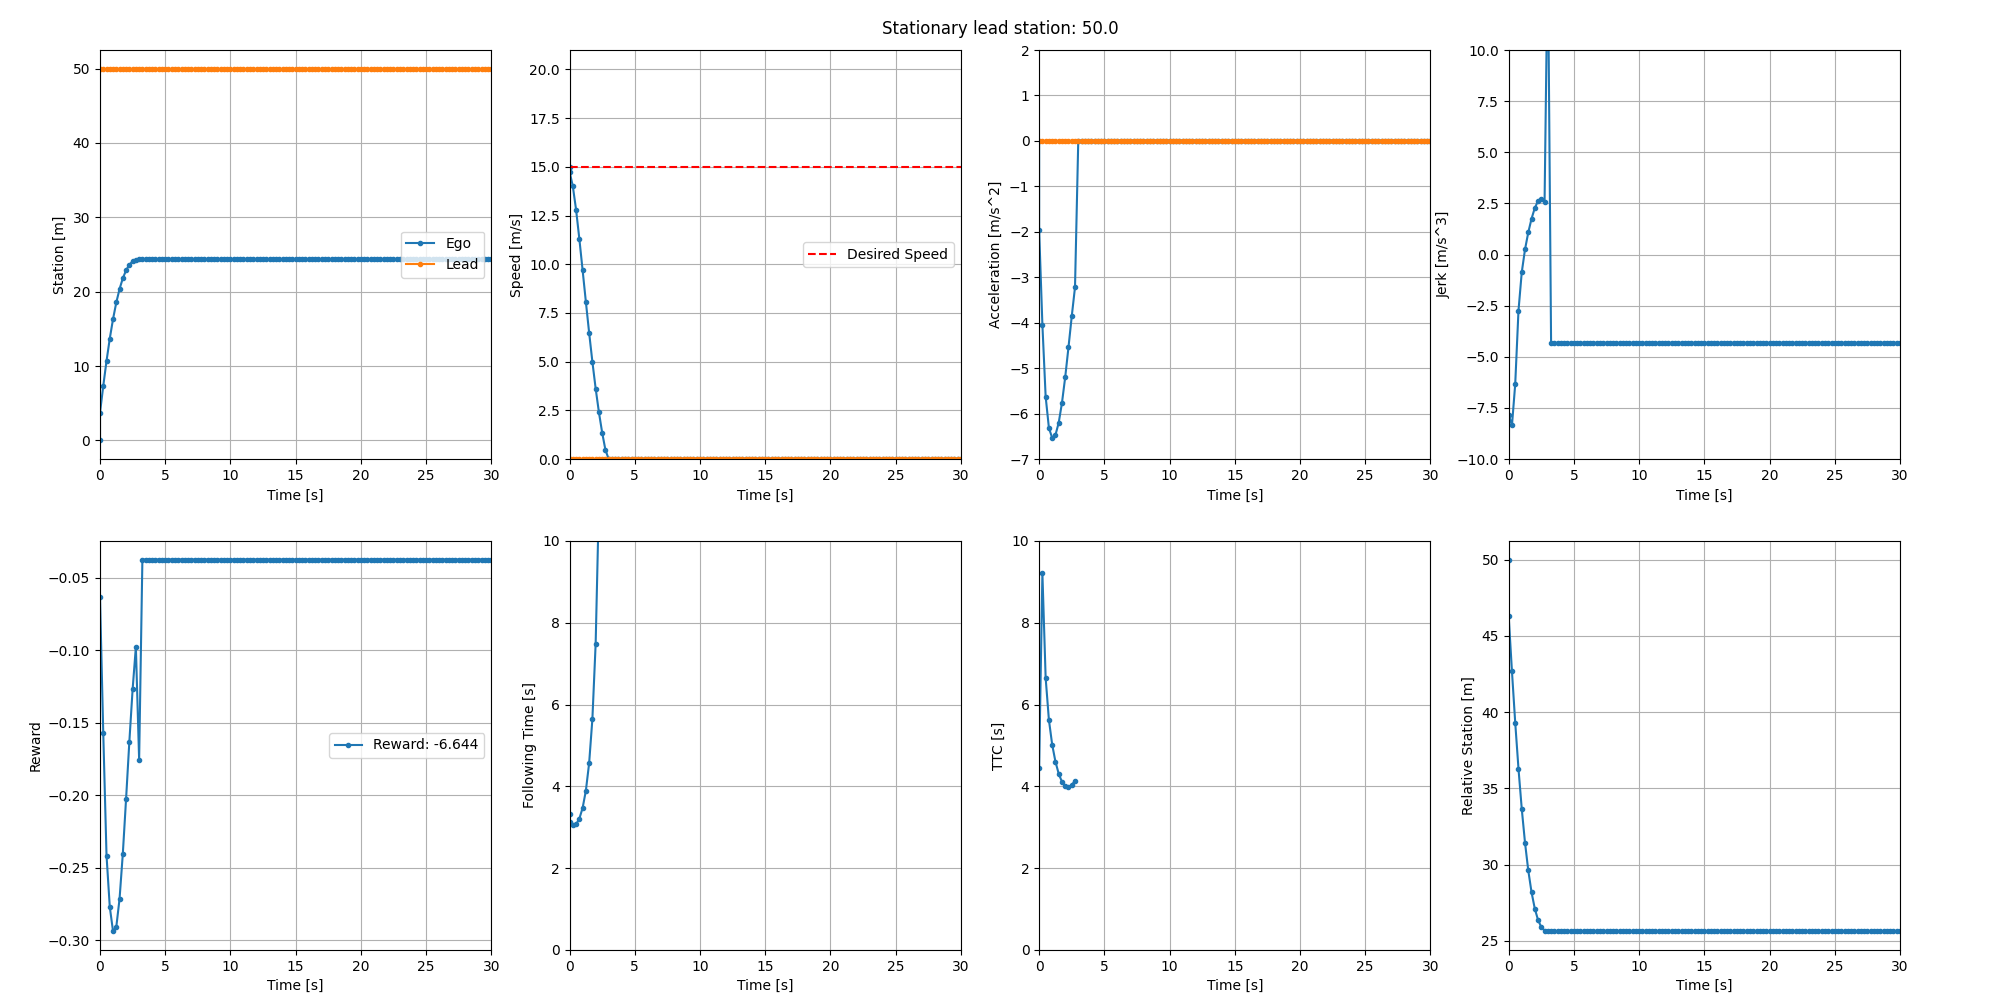 Stationary lead station: 50.0
Station [m]
50
40
30
20
10
0
Ego
Lead
0 5 10 15 20 25 30
Time [s]
Speed [m/s]
20.0
17.5
15.0
12.5
10.0
7.5
5.0
2.5
0.0
Desired Speed
0 5 10 15 20 25 30
Time [s]
Acceleration [m/s^2]
2
1
0
−1
−2
−3
−4
−5
−6
−7
0 5 10 15 20 25 30
Time [s]
Jerk [m/s^3]
10.0
7.5
5.0
2.5
0.0
−2.5
−5.0
−7.5
−10.0
0 5 10 15 20 25 30
Time [s]
Reward
−0.05
−0.10
−0.15
−0.20
−0.25
−0.30
Reward: -6.644
0 5 10 15 20 25 30
Time [s]
Following Time [s]
10
8
6
4
2
0
0 5 10 15 20 25 30
Time [s]
TTC [s]
10
8
6
4
2
0
0 5 10 15 20 25 30
Time [s]
Relative Station [m]
50
45
40
35
30
25
0 5 10 15 20 25 30
Time [s]